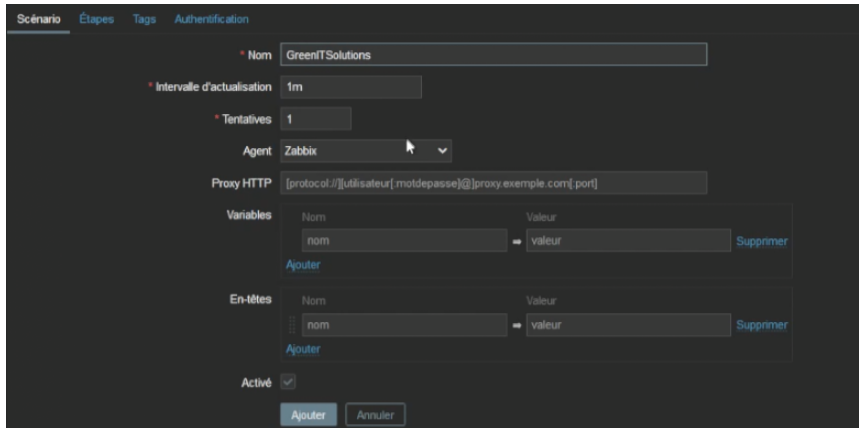 Scénario Étapes Tags Authentification
* Nom GreenITSolutions
* Intervalle d'actualisation 1m
* Tentatives 1
Agent Zabbix
Proxy HTTP [protocol://][utilisateur[:motdepasse]@]proxy.exemple.com[:port]
Variables Nom Valeur
nom ⇒ valeur Supprimer
Ajouter
En-têtes Nom Valeur
nom ⇒ valeur Supprimer
Ajouter
Activé
Ajouter Annuler